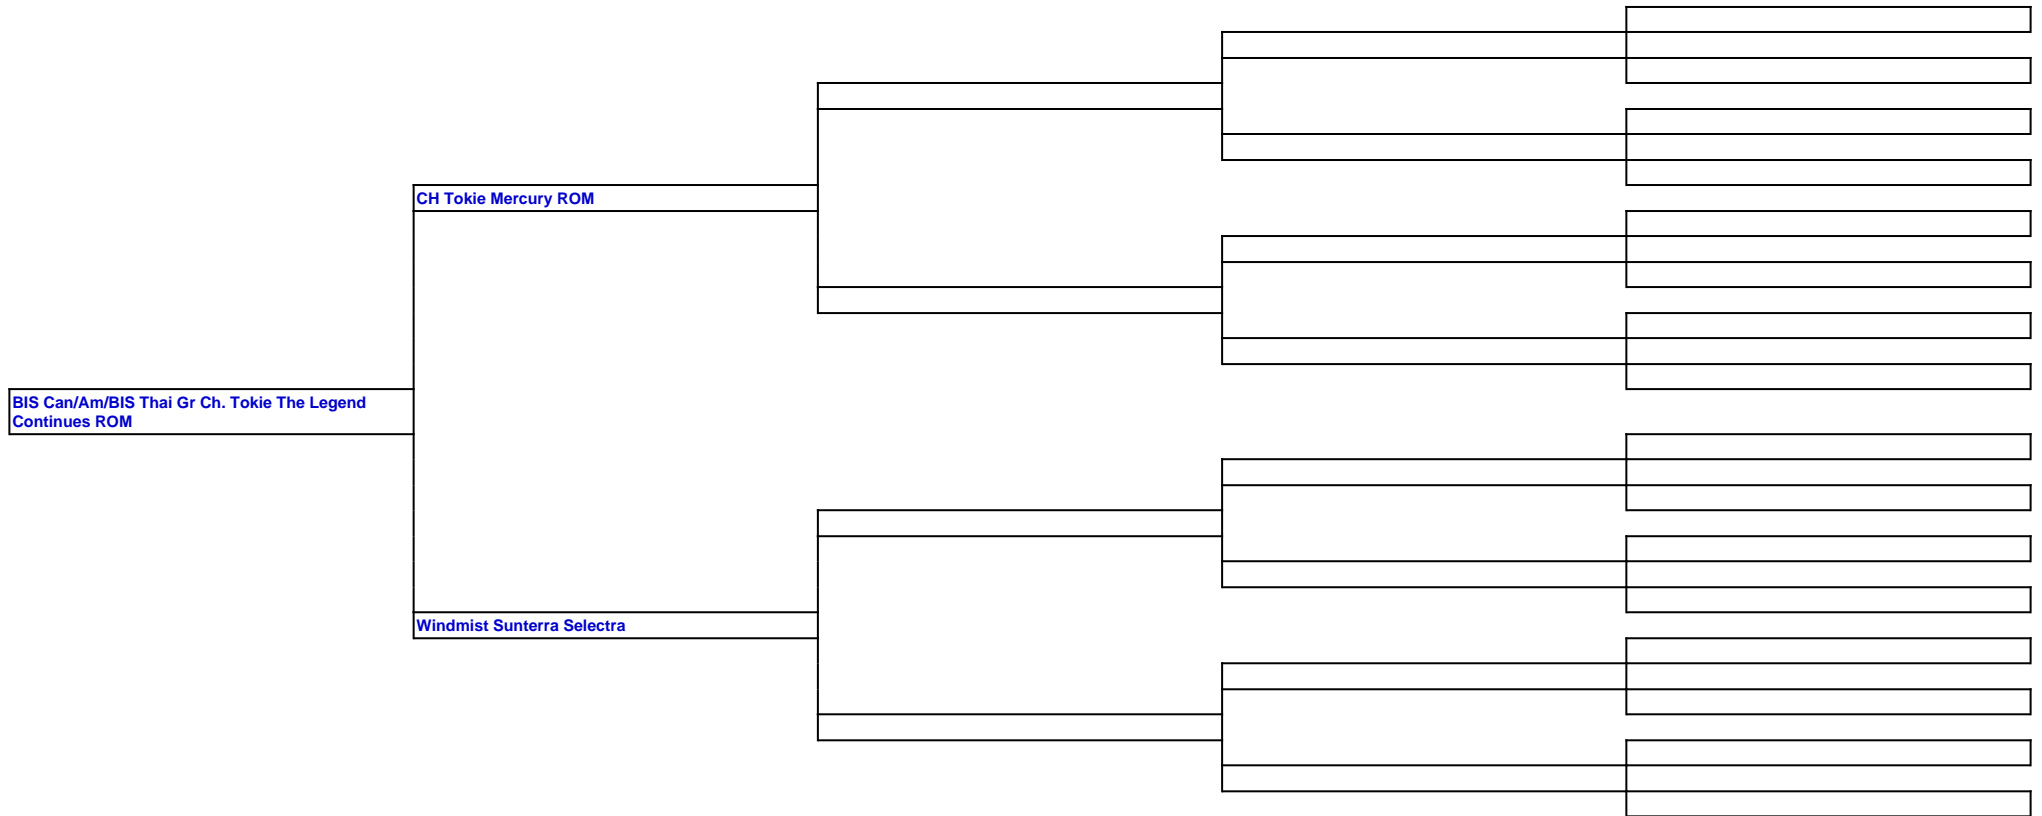 CH Tokie Mercury ROM
BIS Can/Am/BIS Thai Gr Ch. Tokie The Legend
Continues ROM
Windmist Sunterra Selectra